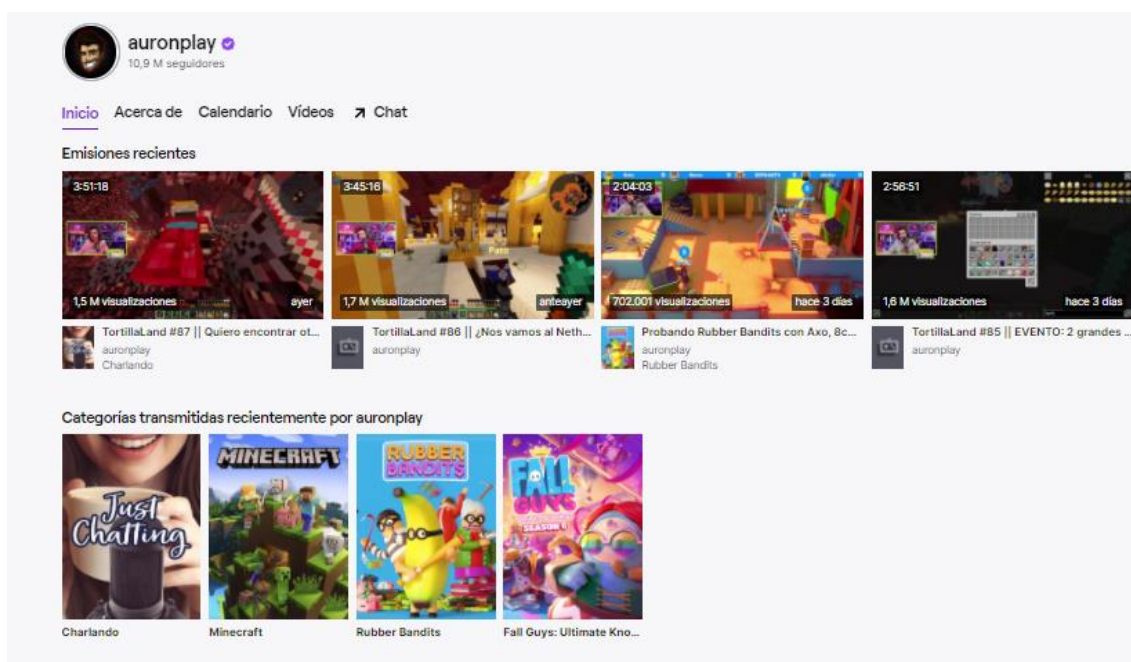 auronplay
10,9 M seguidores
Inicio Acerca de Calendario Vídeos Chat
Emisiones recientes
3:51:18
1,5 M visualizaciones ayer
TortillaLand #87 || Quiero encontrar ot...
auronplay
Charlando
3:45:16
1,7 M visualizaciones anteayer
TortillaLand #86 || ¿Nos vamos al Neth...
auronplay
2:04:03
702.001 visualizaciones hace 3 días
Probando Rubber Bandits con Axo, 8c...
auronplay
Rubber Bandits
2:56:51
1,6 M visualizaciones hace 3 días
TortillaLand #85 || EVENTO: 2 grandes ...
auronplay
Categorías transmitidas recientemente por auronplay
Just
Chatting
MINECRAFT
RUBBER
BANDITS
FALL
GUYS
SEASON 6
Charlando Minecraft Rubber Bandits Fall Guys: Ultimate Kno...